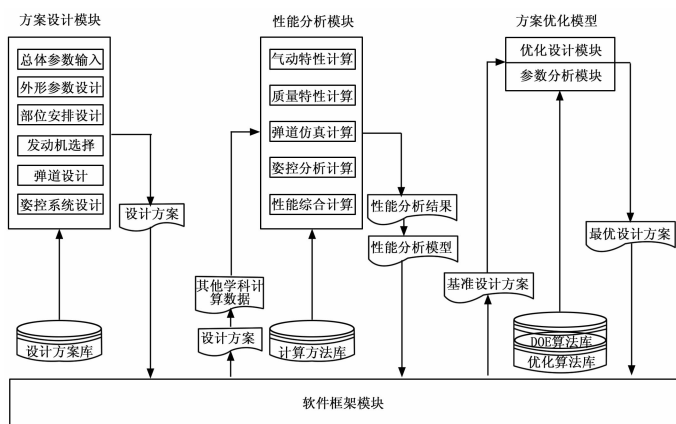 方案设计模块
总体参数输入
外形参数设计
部位安排设计
发动机选择
弹道设计
姿控系统设计
设计方案
设计方案库
性能分析模块
气动特性计算
质量特性计算
弹道仿真计算
姿控分析计算
性能综合计算
性能分析结果
性能分析模型
其他学科计
算数据
设计方案
计算方法库
方案优化模型
优化设计模块
参数分析模块
基准设计方案
最优设计方案
DOE算法库
优化算法库
软件框架模块